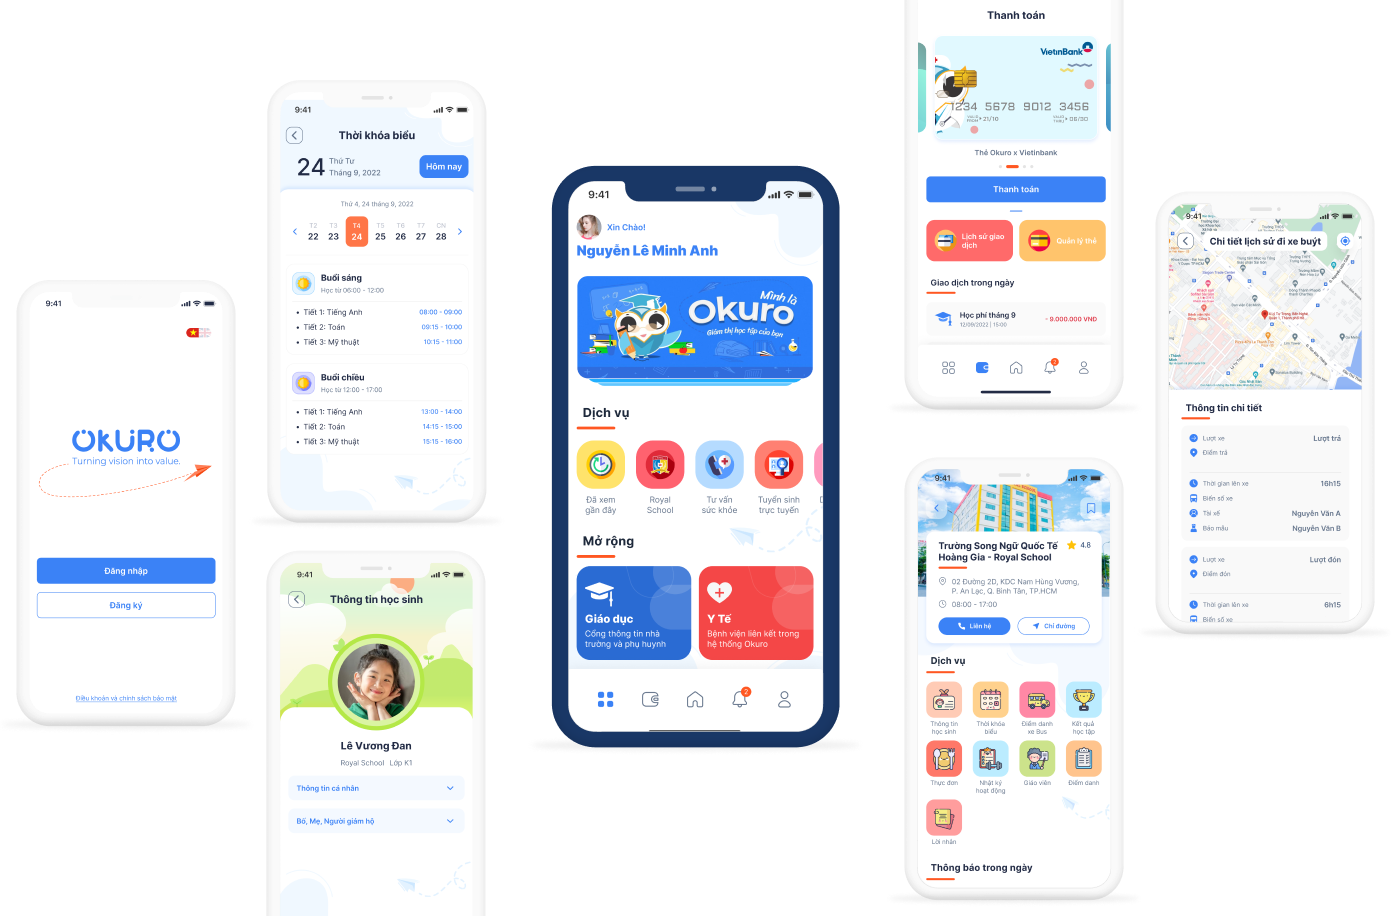 9:41
OKURO
Turning vision into value.
Đăng nhập
Đăng ký
Điều khoản và chính sách bảo mật
9:41
Thời khóa biểu
24
Thứ Tư
Tháng 9, 2022
Hôm nay
Thứ 4, 24 tháng 9, 2022
T2 T3 T4 T5 T6 T7 CN
22 23 24 25 26 27 28
Buổi sáng
Học từ 06:00 - 12:00
• Tiết 1: Tiếng Anh 08:00 - 09:00
• Tiết 2: Toán 09:15 - 10:00
• Tiết 3: Mỹ thuật 10:15 - 11:00
Buổi chiều
Học từ 12:00 - 17:00
• Tiết 1: Tiếng Anh 13:00 - 14:00
• Tiết 2: Toán 14:15 - 15:00
• Tiết 3: Mỹ thuật 15:15 - 16:00
9:41
Thông tin học sinh
Lê Vương Đan
Royal School Lớp K1
Thông tin cá nhân
Bố, Mẹ, Người giám hộ
9:41
Xin Chào!
Nguyễn Lê Minh Anh
Mình là
Okuro
Giám thị học tập của bạn
Dịch vụ
Đã xem
gần đây
Royal
School
Tư vấn
sức khỏe
Tuyển sinh
trực tuyến
Mở rộng
Giáo dục
Cổng thông tin nhà
trường và phụ huynh
Y Tế
Bệnh viện liên kết trong
hệ thống Okuro
2
Thanh toán
VietinBank
1234 5678 9012 3456
VALID
FROM
21/10
08/30
Thẻ Okuro x Vietinbank
Thanh toán
Lịch sử giao
dịch
Quản lý thẻ
Giao dịch trong ngày
Học phí tháng 9
12/09/2022 | 15:00
- 9.000.000 VNĐ
2
9:41
Trường Song Ngữ Quốc Tế
Hoàng Gia - Royal School
4.8
02 Đường 2D, KDC Nam Hùng Vương,
P. An Lạc, Q. Bình Tân, TP.HCM
08:00 - 17:00
Liên hệ
Chỉ đường
Dịch vụ
Thông tin
học sinh
Thời khóa
biểu
Điểm danh
xe Bus
Kết quả
học tập
Thực đơn
Nhật ký
hoạt động
Giáo viên
Điểm danh
Lời nhắn
Thông báo trong ngày
9:41
Chi tiết lịch sử đi xe buýt
Thông tin chi tiết
Lượt xe Lượt trả
Điểm trả
Thời gian lên xe 16h15
Biển số xe
Tài xế Nguyễn Văn A
Bảo mẫu Nguyễn Văn B
Lượt xe Lượt đón
Điểm đón
Thời gian lên xe 6h15
Biển số xe